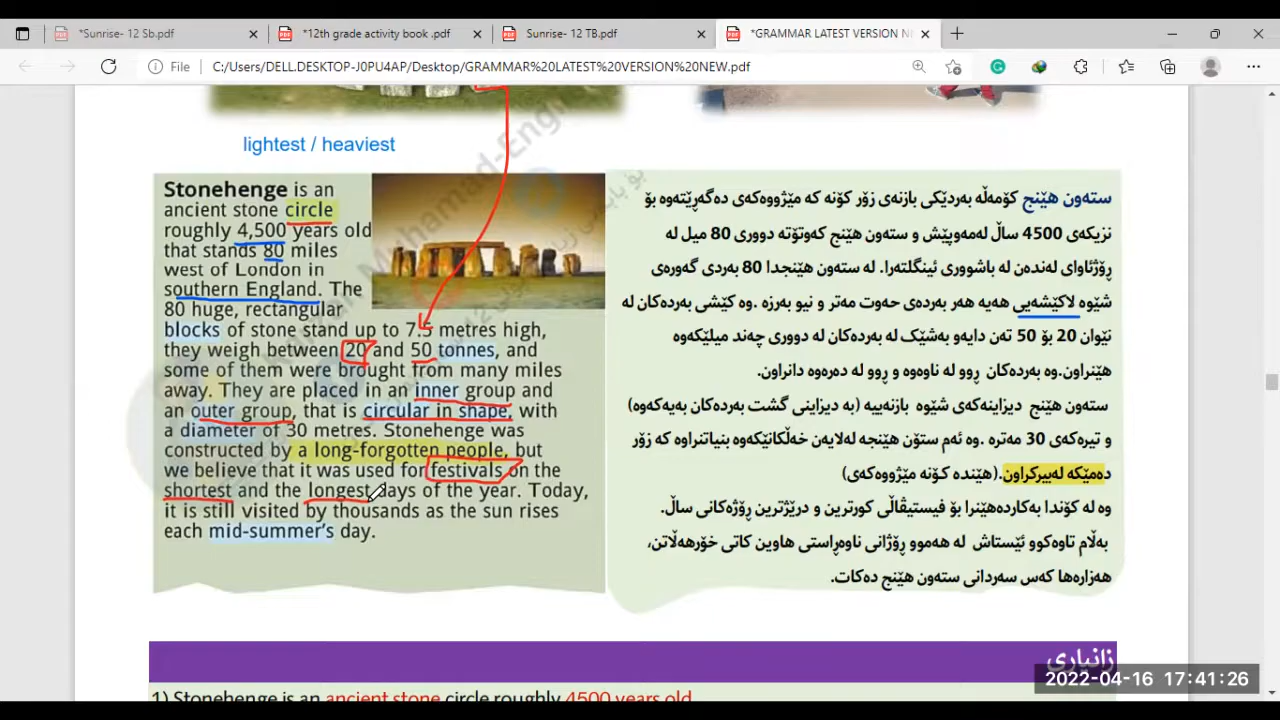 *Sunrise- 12 Sb.pdf
*12th grade activity book .pdf
Sunrise- 12 TB.pdf
*GRAMMAR LATEST VERSION N
File
C:/Users/DELL.DESKTOP-J0PU4AP/Desktop/GRAMMAR%20LATEST%20VERSION%20NEW.pdf
lightest / heaviest
Stonehenge is an
ancient stone circle
roughly 4,500 years old
that stands 80 miles
west of London in
southern England. The
80 huge, rectangular
blocks of stone stand up to 7.5 metres high,
they weigh between 20 and 50 tonnes, and
some of them were brought from many miles
away. They are placed in an inner group and
an outer group, that is circular in shape, with
a diameter of 30 metres. Stonehenge was
constructed by a long-forgotten people, but
we believe that it was used for festivals on the
shortest and the longest days of the year. Today,
it is still visited by thousands as the sun rises
each mid-summer's day.
ستەون هێنج کۆمەڵە بەردێکی بازنەی زۆر کۆنە کە مێژووەکەی دەگەڕێتەوە بۆ
نزیکەی 4500 ساڵ لەمەوپێش و ستەون هێنج کەوتۆتە دووری 80 میل لە
ڕۆژئاوای لەندەن لە باشووری ئینگلتەرا. لە ستەون هێنجدا 80 بەردی گەورەی
شێوە لاکێشەیی هەیە هەر بەردەی حەوت مەتر و نیو بەرزە .وە کێشی بەردەکان لە
نێوان 20 بۆ 50 تەن دایەو بەشێک لە بەردەکان لە دووری چەند میلێکەوە
هێنراون.وە بەردەکان ڕوو لە ناوەوە و ڕوو لە دەرەوە دانراون.
ستەون هێنج دیزاینەکەی شێوە بازنەییە (بە دیزاینی گشت بەردەکان بەیەکەوە)
و تیرەکەی 30 مەترە .وە ئەم ستۆن هێنجە لەلایەن خەڵکانێکەوە بنیاتنراوە کە زۆر
دەمێکە لەبیرکراون.(هێندە کۆنە مێژووەکەی)
وە لە کۆندا بەکاردەهێنرا بۆ فیستیڤاڵی کورترین و درێژترین ڕۆژەکانی ساڵ.
بەڵام تاوەکوو ئێستاش لە هەموو ڕۆژانی ناوەڕاستی هاوین کاتی خۆرهەڵاتن،
هەزارەها کەس سەردانی ستەون هێنج دەکات.
زانیاری
2022-04-16 17:41:26
1) Stonehenge is an ancient stone circle roughly 4500 years old